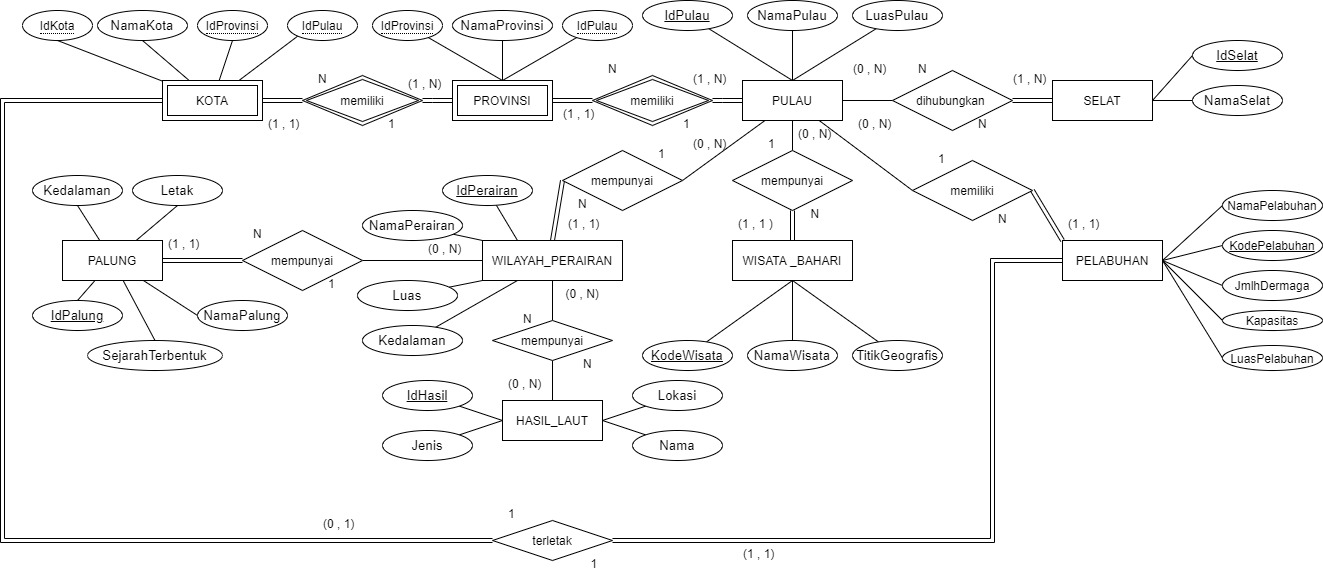 IdKota
NamaKota
IdProvinsi
IdPulau
IdProvinsi
NamaProvinsi
IdPulau
IdPulau
NamaPulau
LuasPulau
IdSelat
NamaSelat
KOTA
N
memiliki
1
(1 , N)
(1 , 1)
PROVINSI
N
memiliki
1
(1 , N)
(1 , 1)
PULAU
(0 , N)
N
dihubungkan
N
(1 , N)
SELAT
(0 , N)
1
mempunyai
N
(1 , 1)
(0 , N)
1
mempunyai
N
(1 , 1)
(0 , N)
1
memiliki
N
(1 , 1)
Kedalaman
Letak
PALUNG
IdPalung
NamaPalung
SejarahTerbentuk
(1 , 1)
N
mempunyai
1
(0 , N)
IdPerairan
NamaPerairan
WILAYAH_PERAIRAN
Luas
Kedalaman
(0 , N)
N
mempunyai
N
(0 , N)
IdHasil
Lokasi
HASIL_LAUT
Jenis
Nama
WISATA _BAHARI
KodeWisata
NamaWisata
TitikGeografis
PELABUHAN
NamaPelabuhan
KodePelabuhan
JmlhDermaga
Kapasitas
LuasPelabuhan
(0 , 1)
1
terletak
1
(1 , 1)